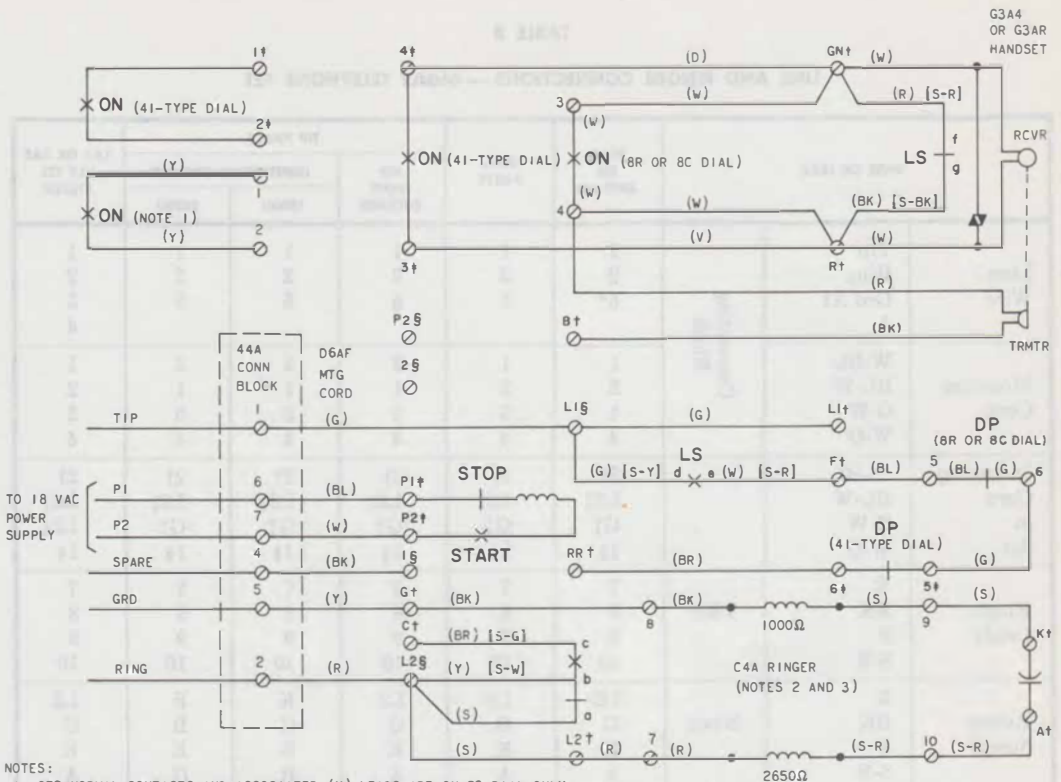 G3A4
OR G3AR
HANDSET
1‡
4‡
(D)
GN†
(W)
ON (41-TYPE DIAL)
3
(W)
(R) [S-R]
2‡
(W)
f
RCVR
ON (41-TYPE DIAL)
ON (8R OR 8C DIAL)
LS
(Y)
1
g
ON (NOTE 1)
(W)
4
(W)
(BK) [S-BK]
(Y)
2
(V)
(W)
3‡
R†
(R)
P2§
B†
(BK)
TRMTR
44A
CONN
BLOCK
D6AF
MTG
CORD
2§
TIP
1
(G)
L1§
(G)
L1†
DP
(8R OR 8C DIAL)
LS
STOP
(G) [S-Y]
d
e
(W)
[S-R]
F†
(BL)
5
(BL)
(G)
6
TO 18 VAC
POWER
SUPPLY
P1
6
(BL)
P1‡
P2
7
(W)
P2†
START
DP
(41-TYPE DIAL)
SPARE
4
(BK)
1§
RR†
(BR)
(G)
6‡
5‡
GRD
5
(Y)
G†
(BK)
8
(BK)
1000Ω
(S)
9
(S)
C†
(BR) [S-G]
c
K†
RING
2
(R)
L2§
(Y) [S-W]
b
C4A RINGER
(NOTES 2 AND 3)
(S)
a
A†
(S)
L2†
(R)
7
(R)
2650Ω
(S-R)
10
(S-R)
NOTES: